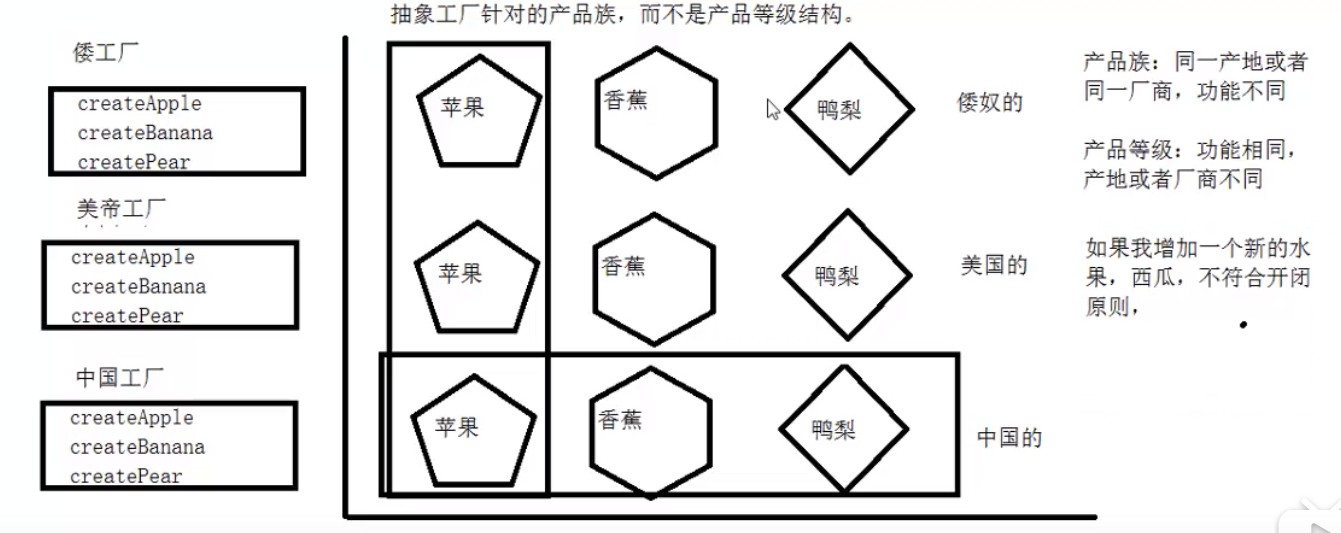 抽象工厂针对的产品族，而不是产品等级结构。
倭工厂
createApple
createBanana
createPear
美帝工厂
createApple
createBanana
createPear
中国工厂
createApple
createBanana
createPear
苹果
香蕉
鸭梨
倭奴的
苹果
香蕉
鸭梨
美国的
苹果
香蕉
鸭梨
中国的
产品族：同一产地或者
同一厂商，功能不同
产品等级：功能相同，
产地或者厂商不同
如果我增加一个新的水
果，西瓜，不符合开闭
原则，